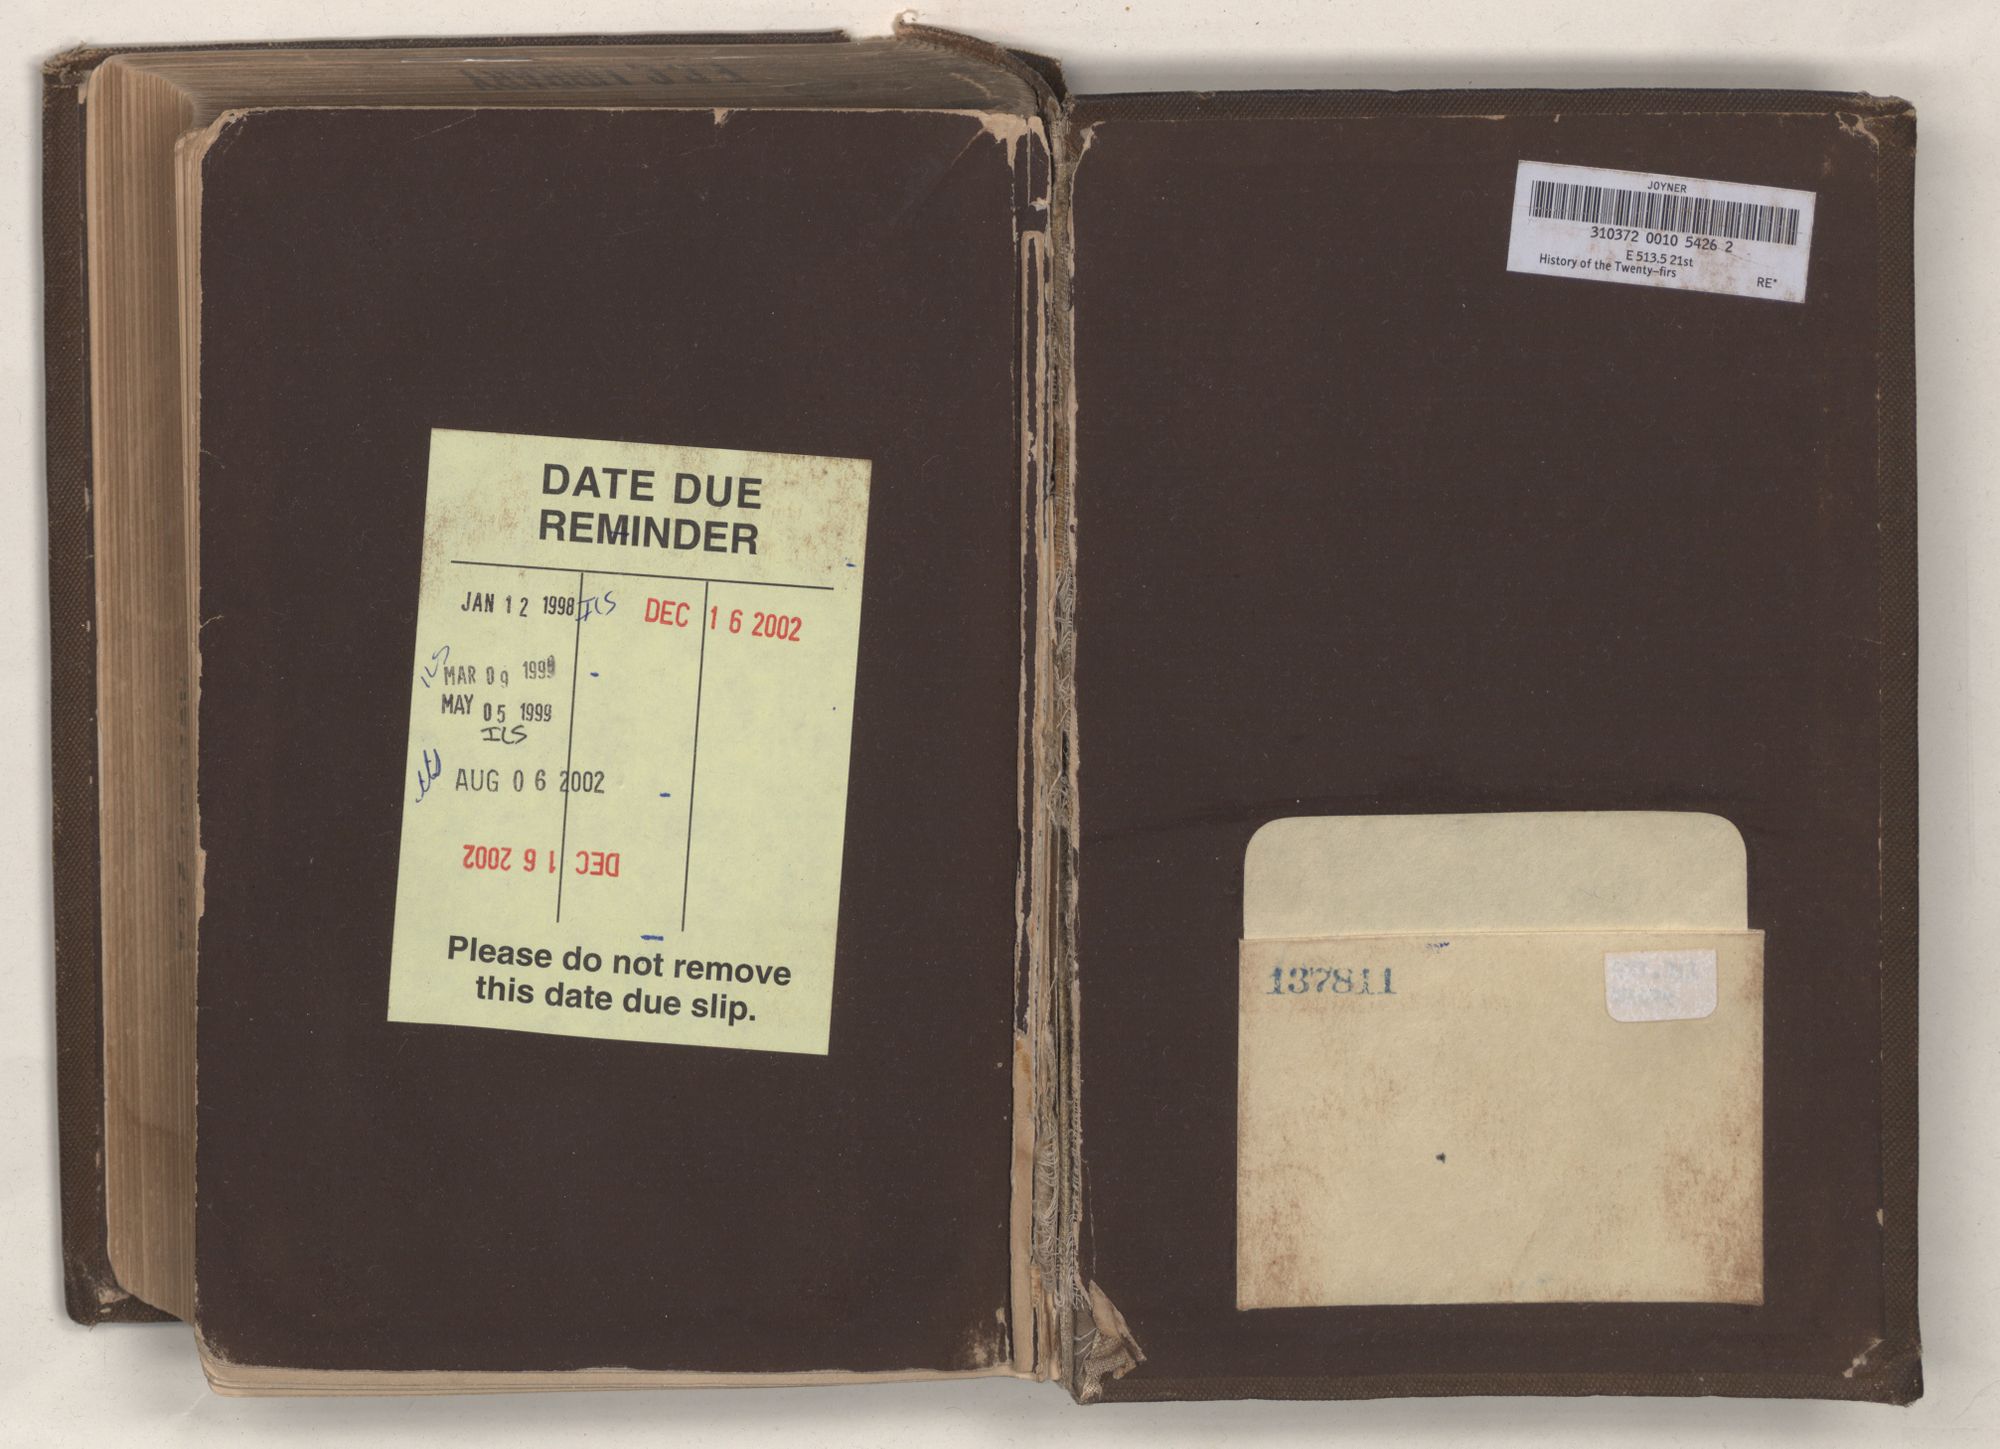 DATE DUE
REMINDER
JAN 12 1998 ILS
DEC 16 2002
ILS
MAR 09 1999
MAY 05 1999
ILS
AUG 06 2002
DEC 16 2002
Please do not remove
this date due slip.
JOYNER
310372 0010 5426 2
E 513.5 21st
History of the Twenty-firs
RE*
137811
LIBRARY